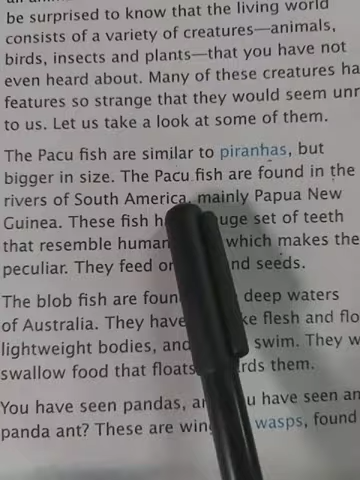 be surprised to know that the living world
consists of a variety of creatures—animals,
birds, insects and plants—that you have not
even heard about. Many of these creatures ha
features so strange that they would seem unr
to us. Let us take a look at some of them.
The Pacu fish are similar to piranhas, but
bigger in size. The Pacu fish are found in the
rivers of South America, mainly Papua New
Guinea. These fish h uge set of teeth
that resemble human which makes the
peculiar. They feed on nd seeds.
The blob fish are foun deep waters
of Australia. They have ke flesh and flo
lightweight bodies, and swim. They w
swallow food that floats rds them.
You have seen pandas, an u have seen an
panda ant? These are win wasps, found